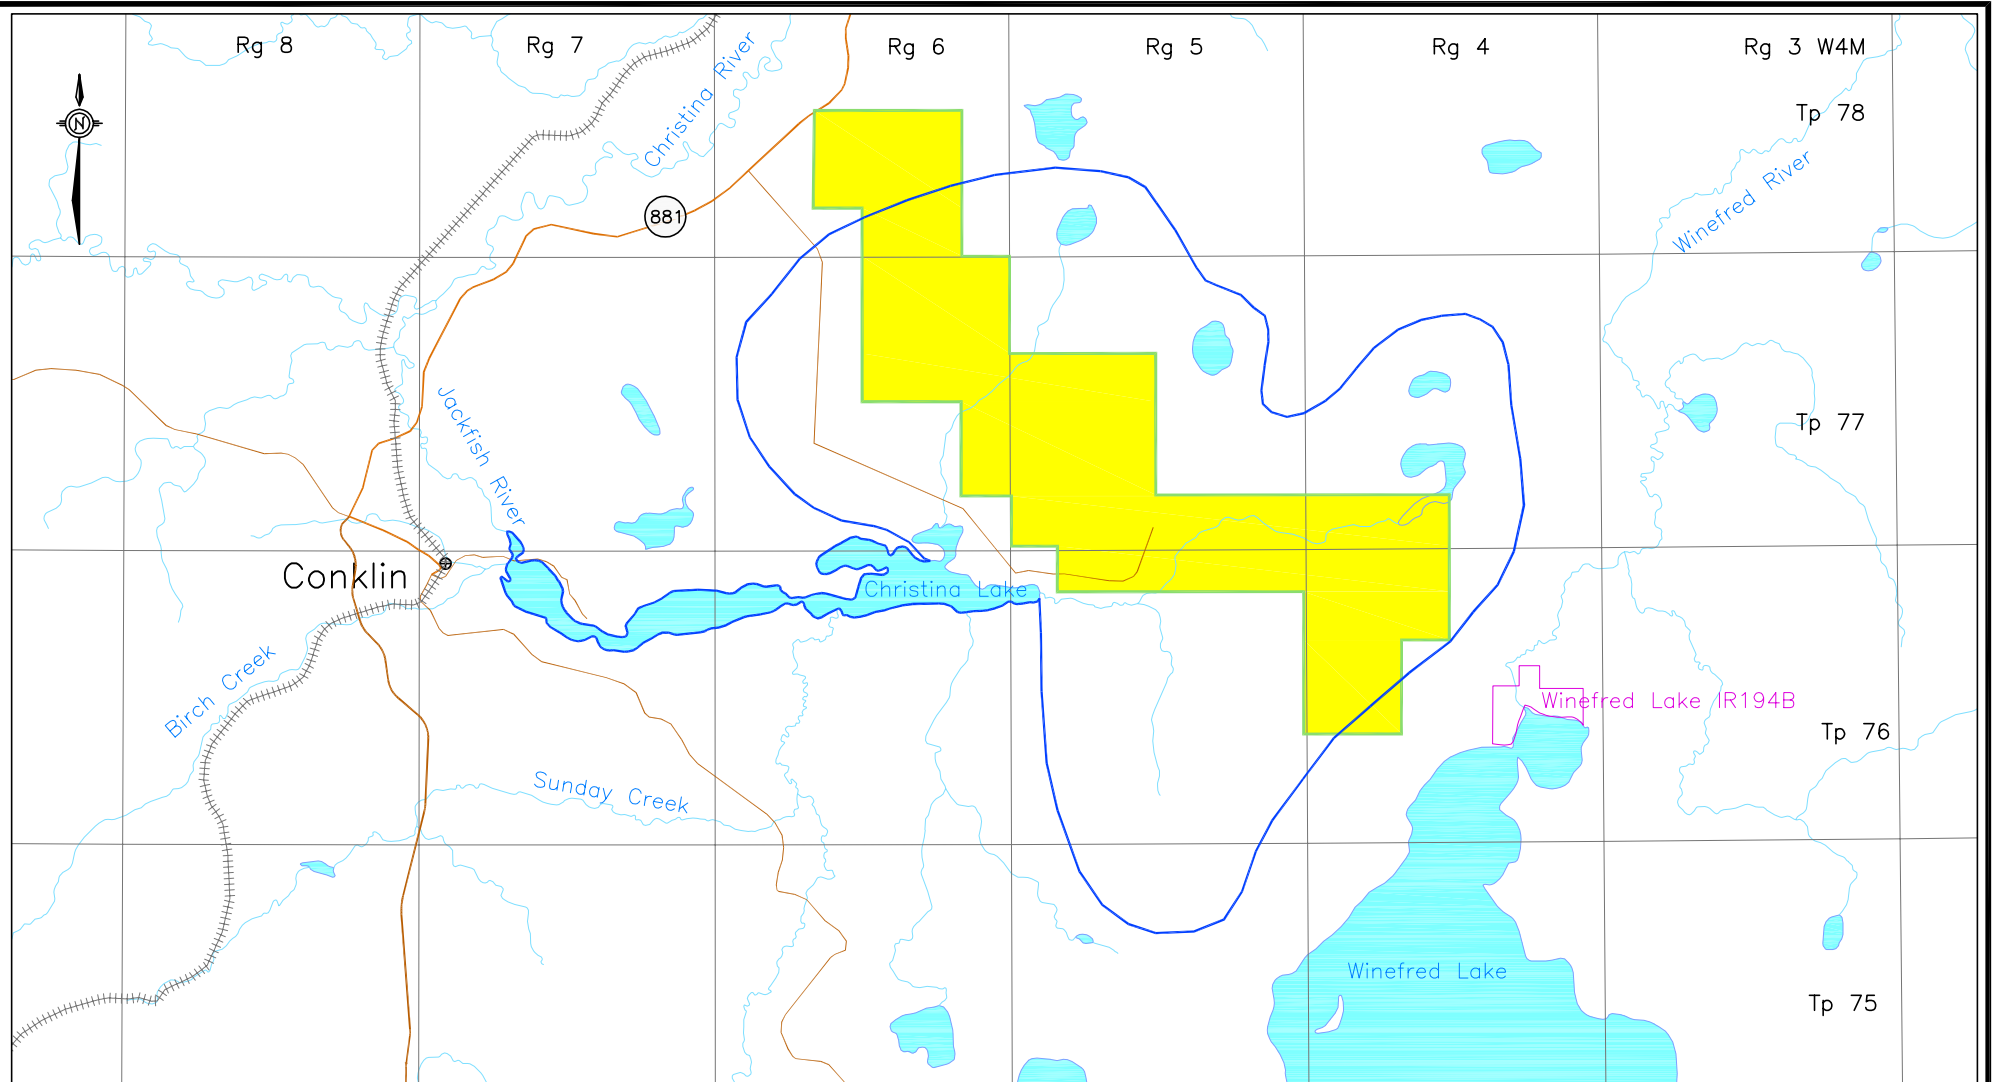 Rg 8
Rg 7
Rg 6
Rg 5
Rg 4
Rg 3 W4M
Christina River
Tp 78
N
Winefred River
881
Jackfish River
Tp 77
Conklin
Christina Lake
Birch Creek
Winefred Lake IR194B
Tp 76
Sunday Creek
Winefred Lake
Tp 75